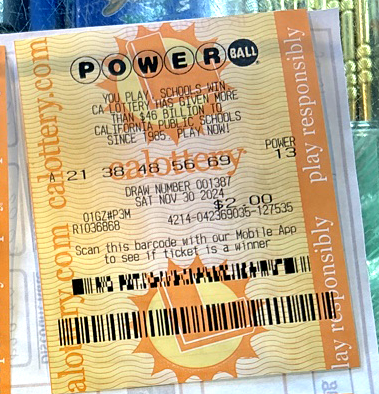 POWERBALL
YOU PLAY. SCHOOLS WIN.
CA LOTTERY HAS GIVEN MORE
THAN $46 BILLION TO
CALIFORNIA PUBLIC SCHOOLS
SINCE 1985. PLAY NOW!
calottery
POWER
A 21 38 48 56 69 13
DRAW NUMBER 001387
SAT NOV 30 2024
$2.00
01GZ#P3M
4214-042369035-127535
R1036868
Scan this barcode with our Mobile App
to see if ticket is a winner
calottery.com
calottery.com
play responsibly
play responsibly